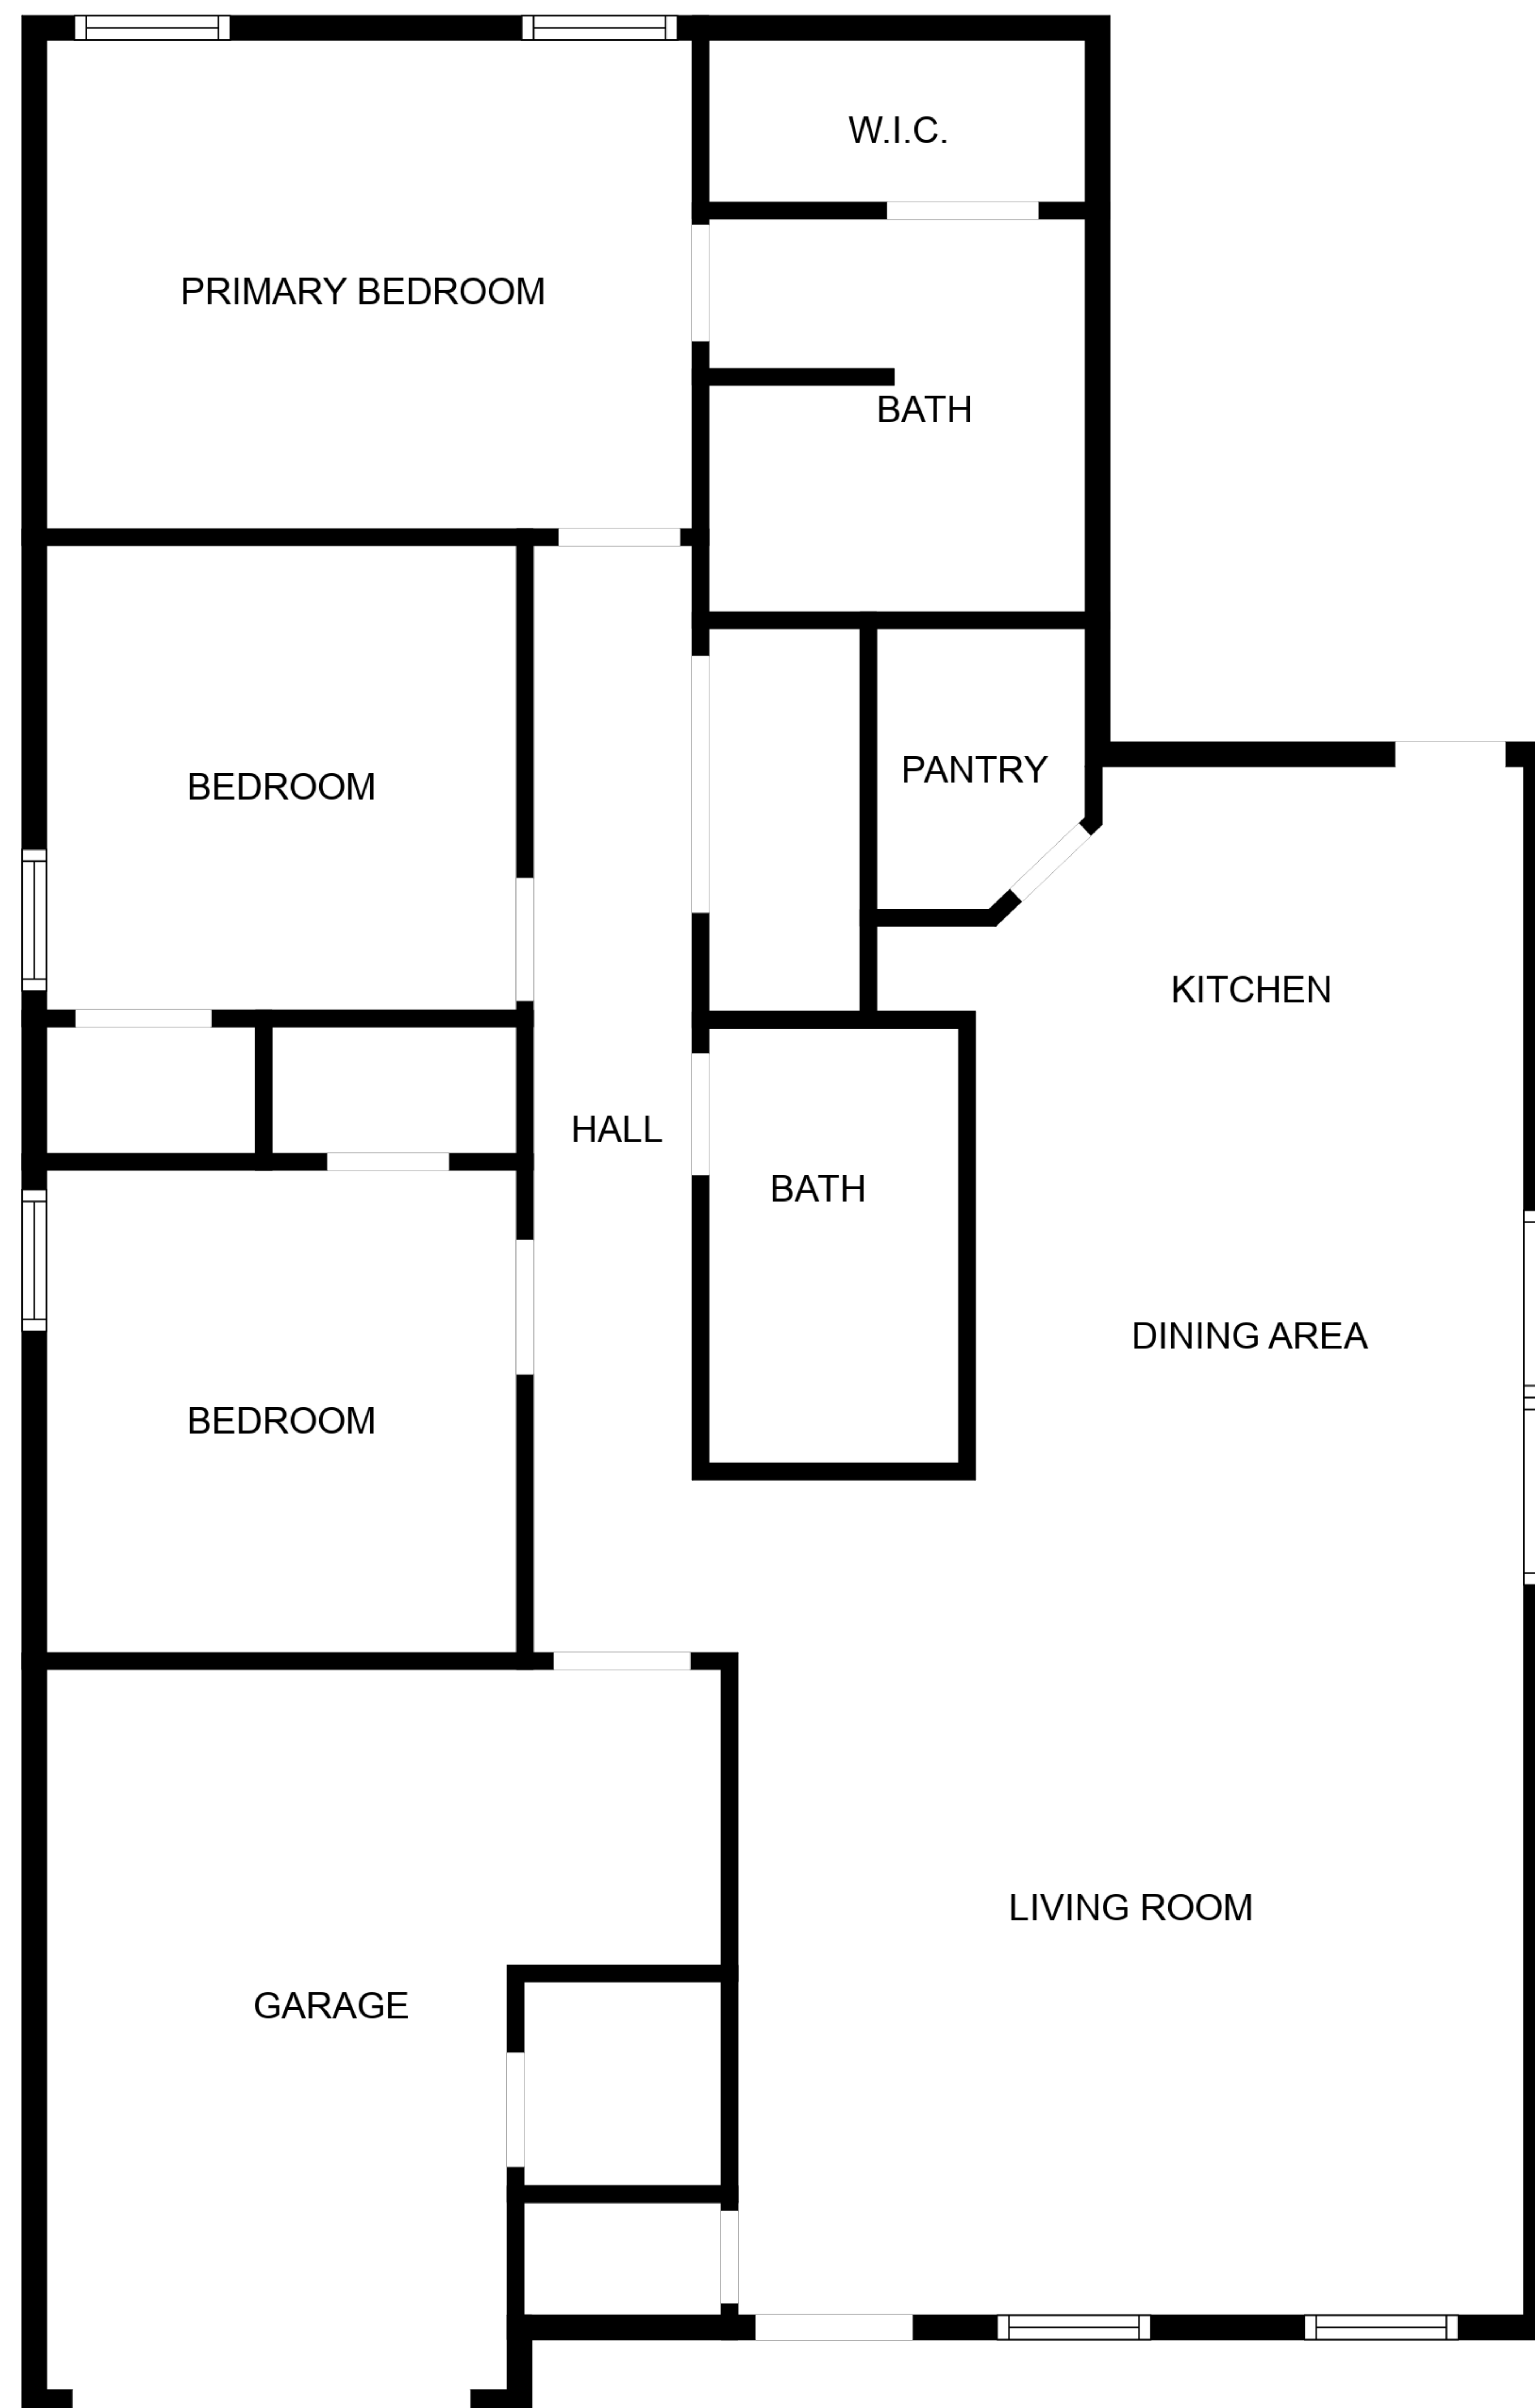 W.I.C.
PRIMARY BEDROOM
BATH
PANTRY
BEDROOM
KITCHEN
HALL
BATH
DINING AREA
BEDROOM
LIVING ROOM
GARAGE